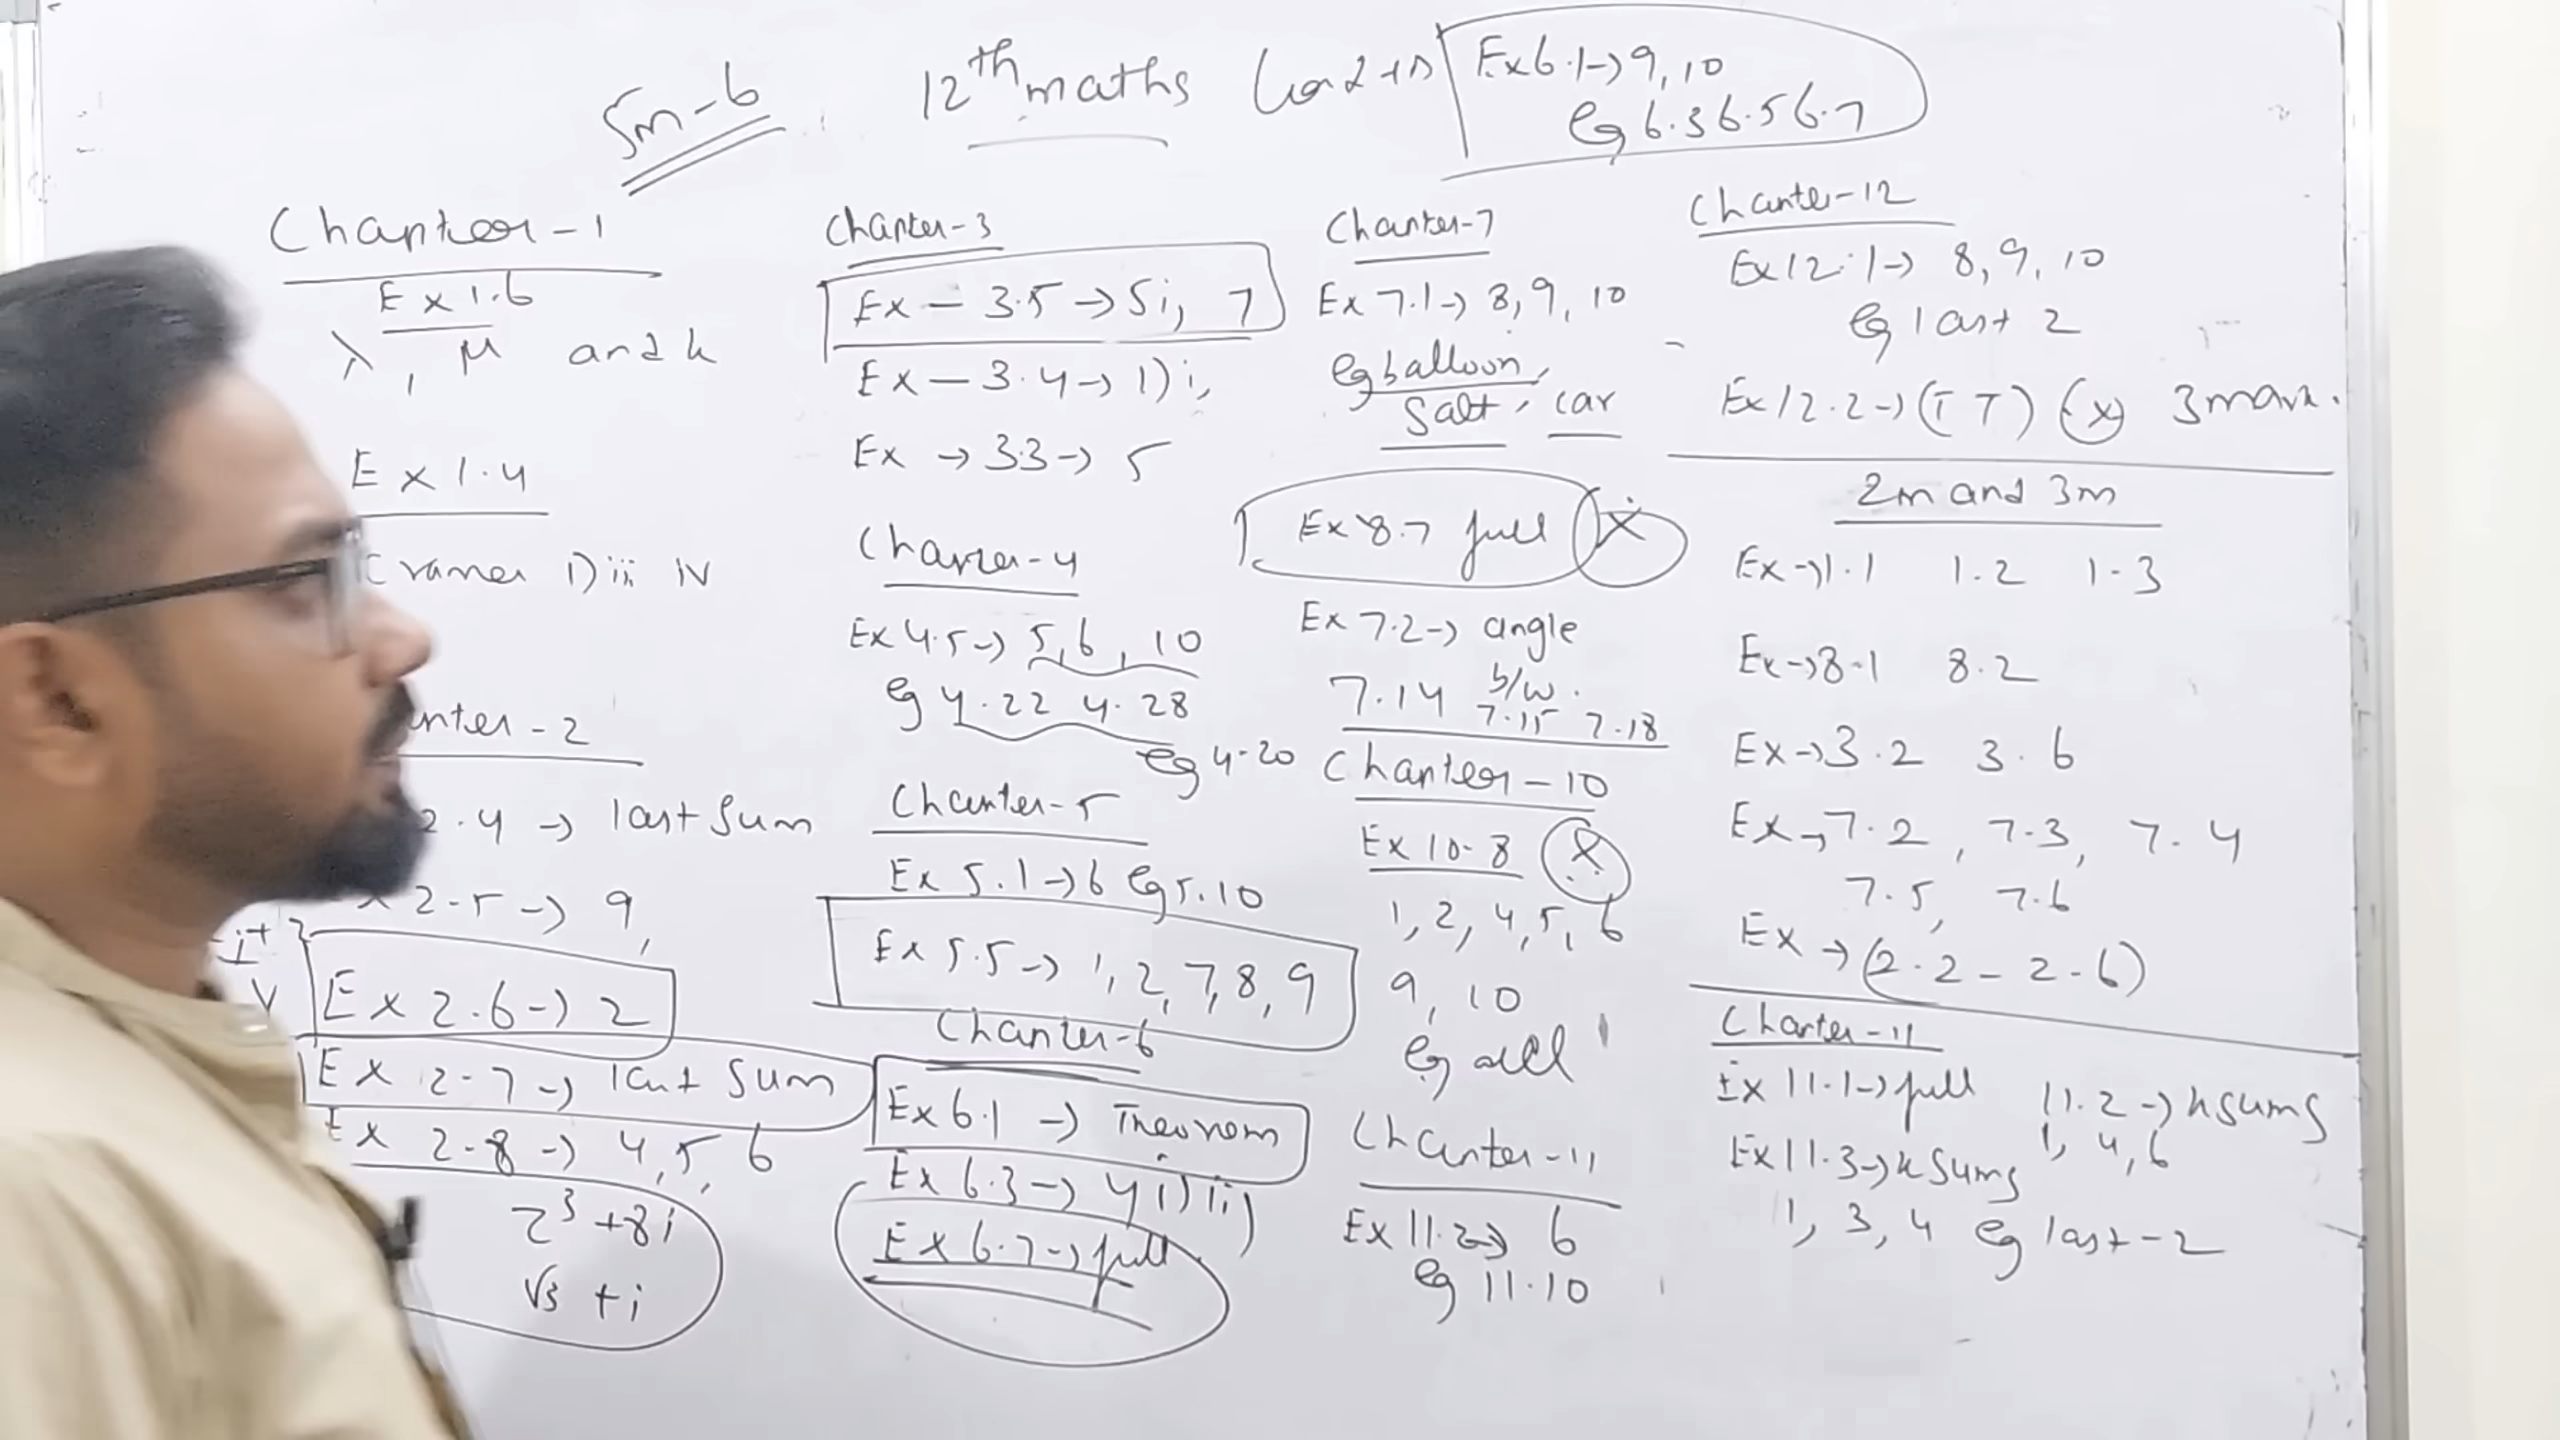 5m-6
12th maths
Ex 6.1 -> 9, 10
eg 6.3 6.5 6.7
Chapter-1
Ex 1.6
λ, μ and k
Ex 1.4
Cramer 1) iii iv
nter-2
2.4 -> last sum
x 2.5 -> 9,
Ex 2.6 -> 2
Ex 2.7 -> last sum
Ex 2.8 -> 4, 5, 6
z³ + 8i
√3 + i
Chapter-3
Ex - 3.5 -> 5i, 7
Ex - 3.4 -> 1) i,
Ex -> 3.3 -> 5
Chapter-4
Ex 4.5 -> 5, 6, 10
eg 4.22 4.28
eg 4.20
Chapter-5
Ex 5.1 -> 6 eg 5.10
Ex 5.5 -> 1, 2, 7, 8, 9
Chapter-6
Ex 6.1 -> Theorem
Ex 6.3 -> 4 i) ii)
Ex 6.7 -> full
Chapter-7
Ex 7.1 -> 8, 9, 10
eg balloon,
Salt, car
Ex 8.7 full
Ex 7.2 -> angle
b/w
7.14 7.15 7.18
Chapter-10
Ex 10.8
1, 2, 4, 5, 6
9, 10
eg all
Chapter-11
Ex 11.2 -> 6
eg 11.10
Chapter-12
Ex 12.1 -> 8, 9, 10
eg last 2
Ex 12.2 -> (T T) (x) 3 mark.
2m and 3m
Ex -> 1.1 1.2 1.3
Ex -> 8.1 8.2
Ex -> 3.2 3.6
Ex -> 7.2, 7.3, 7.4
7.5, 7.6
Ex -> (2.2 - 2.6)
Chapter-11
Ex 11.1 -> full
11.2 -> k sums
1, 4, 6
Ex 11.3 -> k sums
1, 3, 4 eg last-2